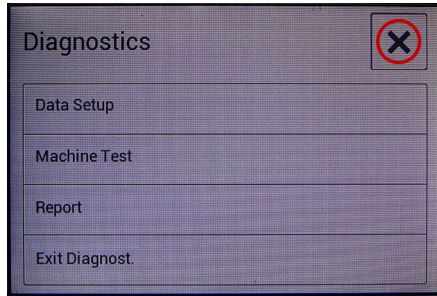 Diagnostics
Data Setup
Machine Test
Report
Exit Diagnost.